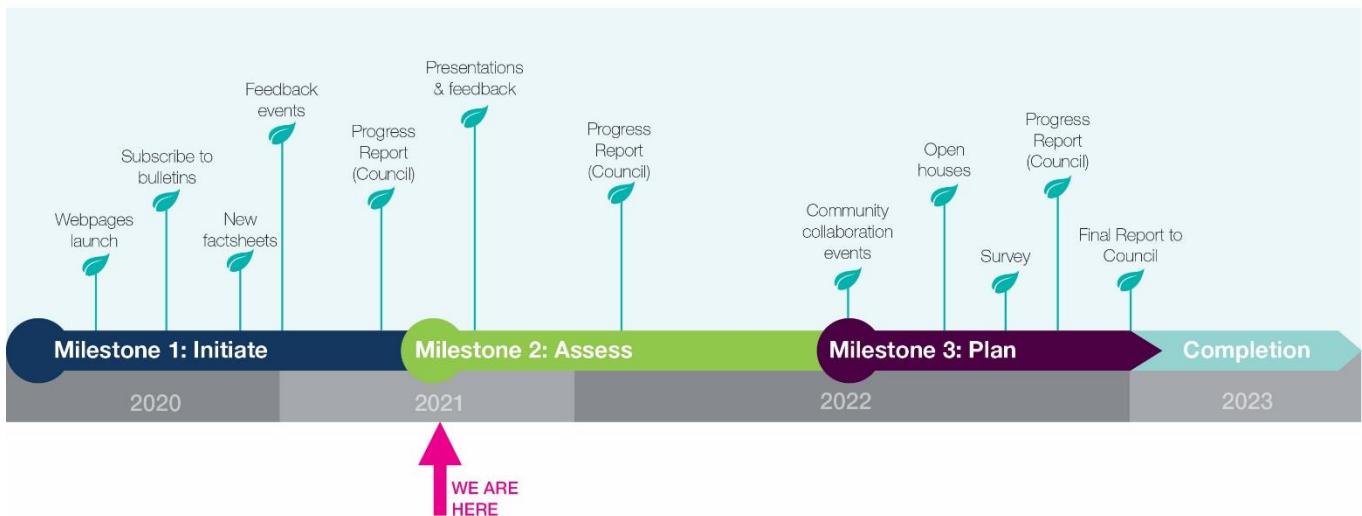 Webpages
launch
Subscribe to
bulletins
New
factsheets
Feedback
events
Progress
Report
(Council)
Presentations
& feedback
Progress
Report
(Council)
Community
collaboration
events
Open
houses
Survey
Progress
Report
(Council)
Final Report to
Council
Milestone 1: Initiate
Milestone 2: Assess
Milestone 3: Plan
Completion
2020
2021
2022
2023
WE ARE
HERE